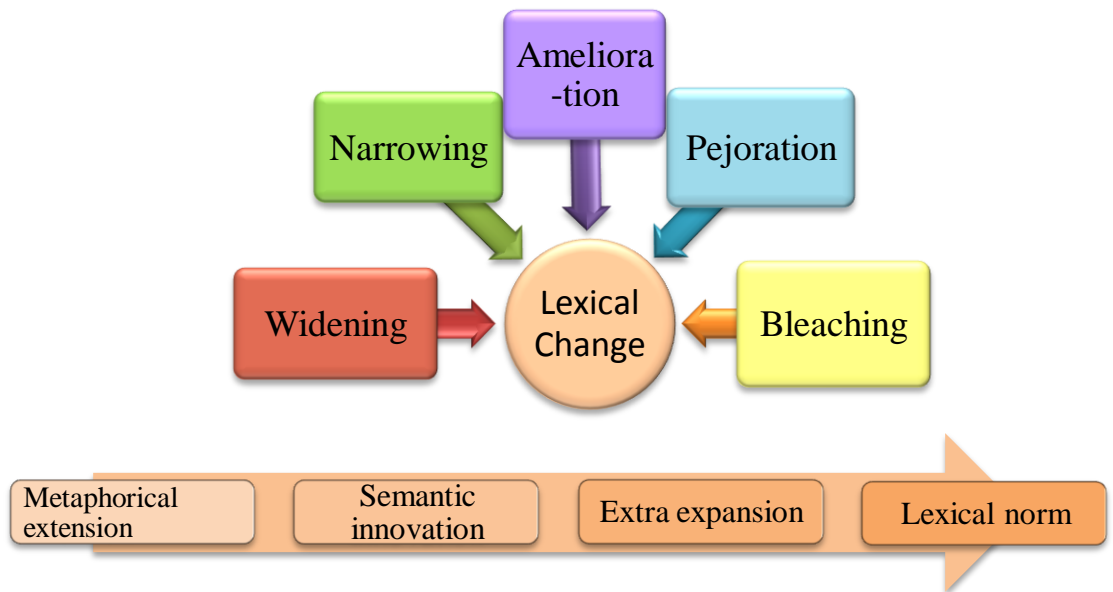 Ameliora
-tion
Narrowing
Pejoration
Widening
Lexical
Change
Bleaching
Metaphorical
extension
Semantic
innovation
Extra expansion
Lexical norm